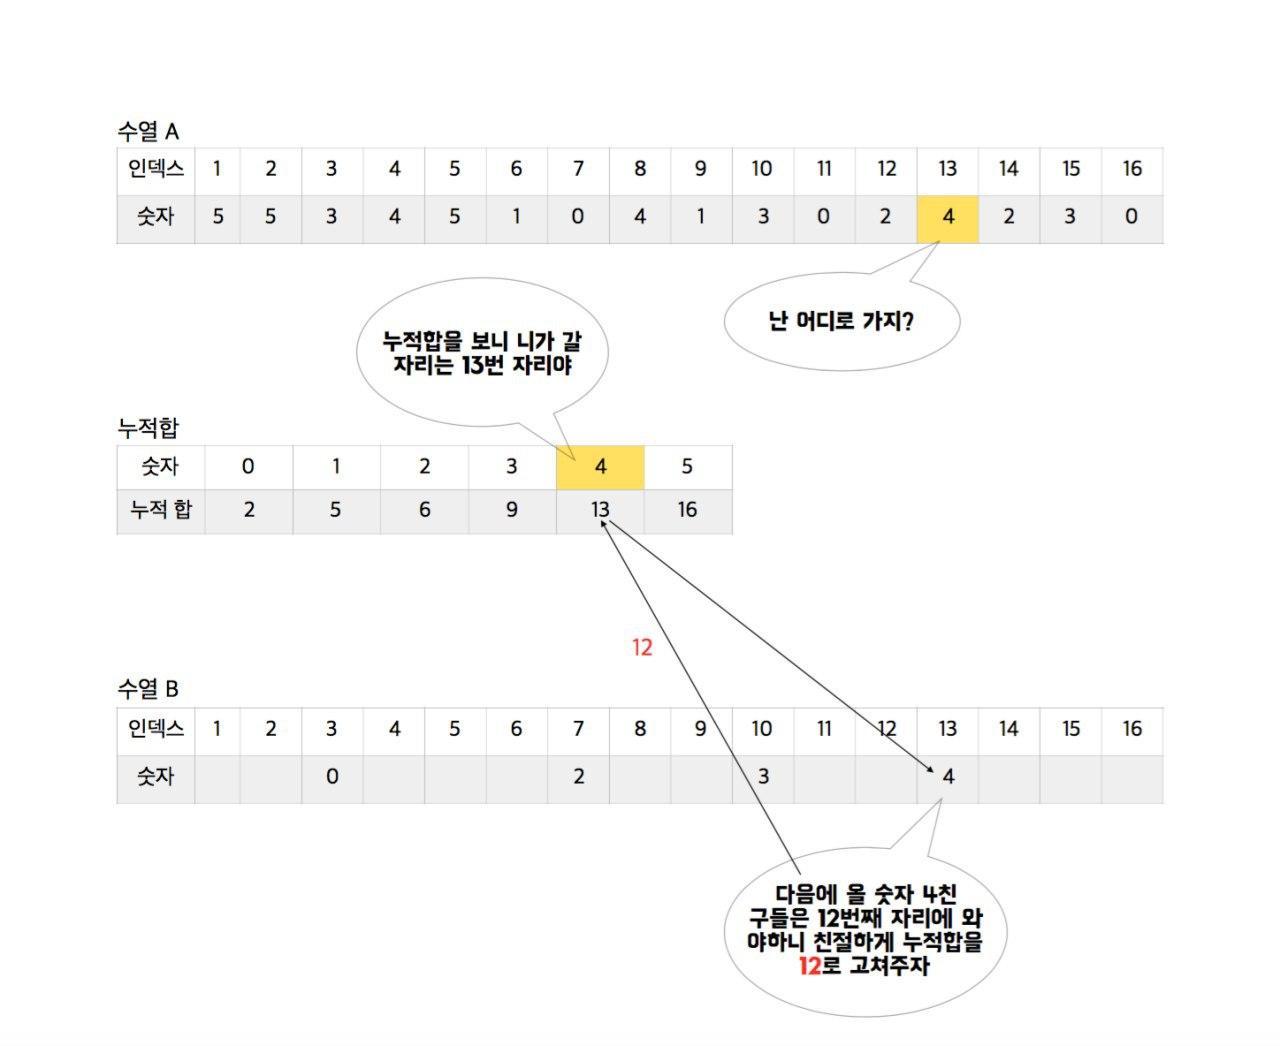 수열 A
인덱스 1 2 3 4 5 6 7 8 9 10 11 12 13 14 15 16
숫자 5 5 3 4 5 1 0 4 1 3 0 2 4 2 3 0
난 어디로 가지?
누적합을 보니 니가 갈
자리는 13번 자리야
누적합
숫자 0 1 2 3 4 5
누적 합 2 5 6 9 13 16
12
수열 B
인덱스 1 2 3 4 5 6 7 8 9 10 11 12 13 14 15 16
숫자 0 2 3 4
다음에 올 숫자 4친
구들은 12번째 자리에 와
야하니 친절하게 누적합을
12로 고쳐주자